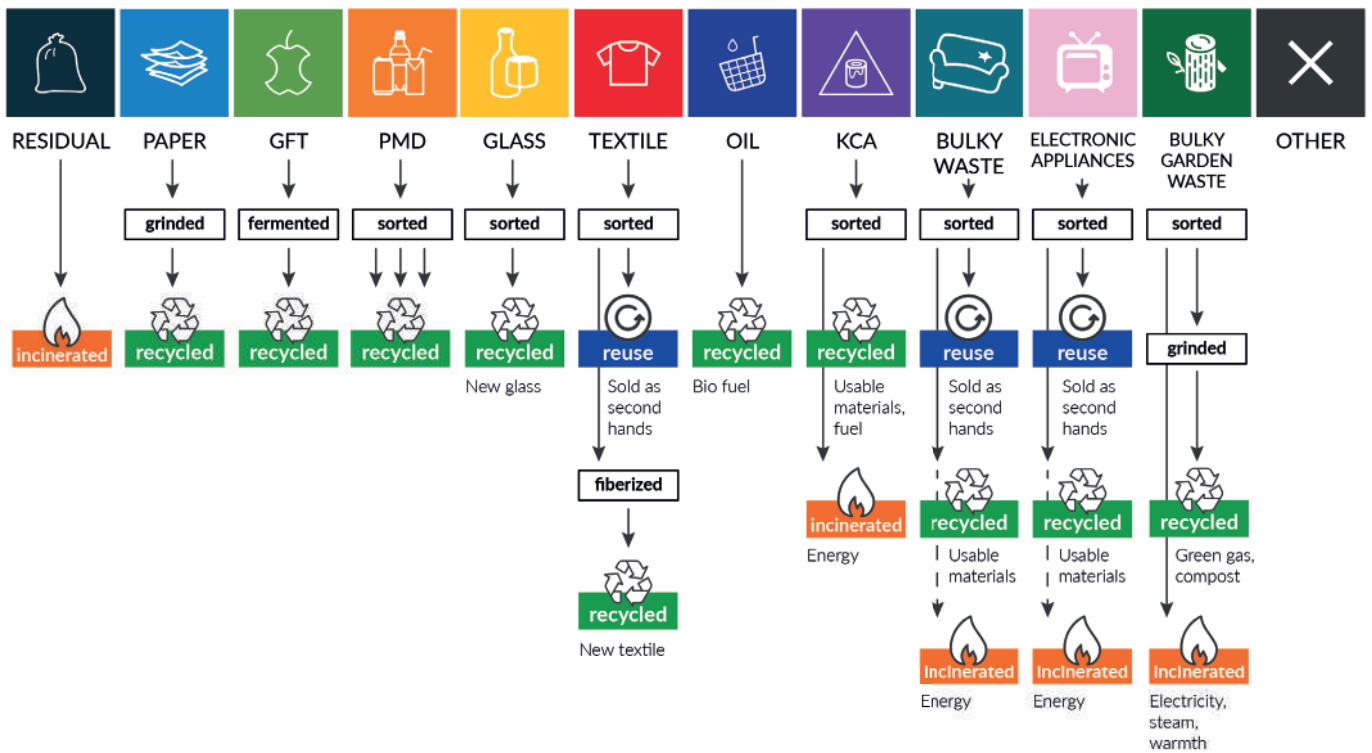 RESIDUAL
PAPER
GFT
PMD
GLASS
TEXTILE
OIL
KCA
BULKY
WASTE
ELECTRONIC
APPLIANCES
BULKY
GARDEN
WASTE
OTHER
grinded
fermented
sorted
sorted
sorted
sorted
sorted
sorted
sorted
incinerated
recycled
recycled
recycled
recycled
reuse
recycled
recycled
reuse
reuse
grinded
New glass
Sold as
second
hands
Bio fuel
Usable
materials,
fuel
Sold as
second
hands
Sold as
second
hands
fiberized
incinerated
recycled
recycled
recycled
Energy
Usable
materials
Usable
materials
Green gas,
compost
recycled
New textile
incinerated
incinerated
incinerated
Energy
Energy
Electricity,
steam,
warmth